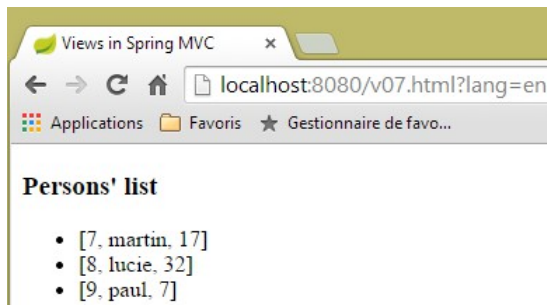 Views in Spring MVC
localhost:8080/v07.html?lang=en
Applications Favoris Gestionnaire de favo...
Persons' list
[7, martin, 17]
[8, lucie, 32]
[9, paul, 7]